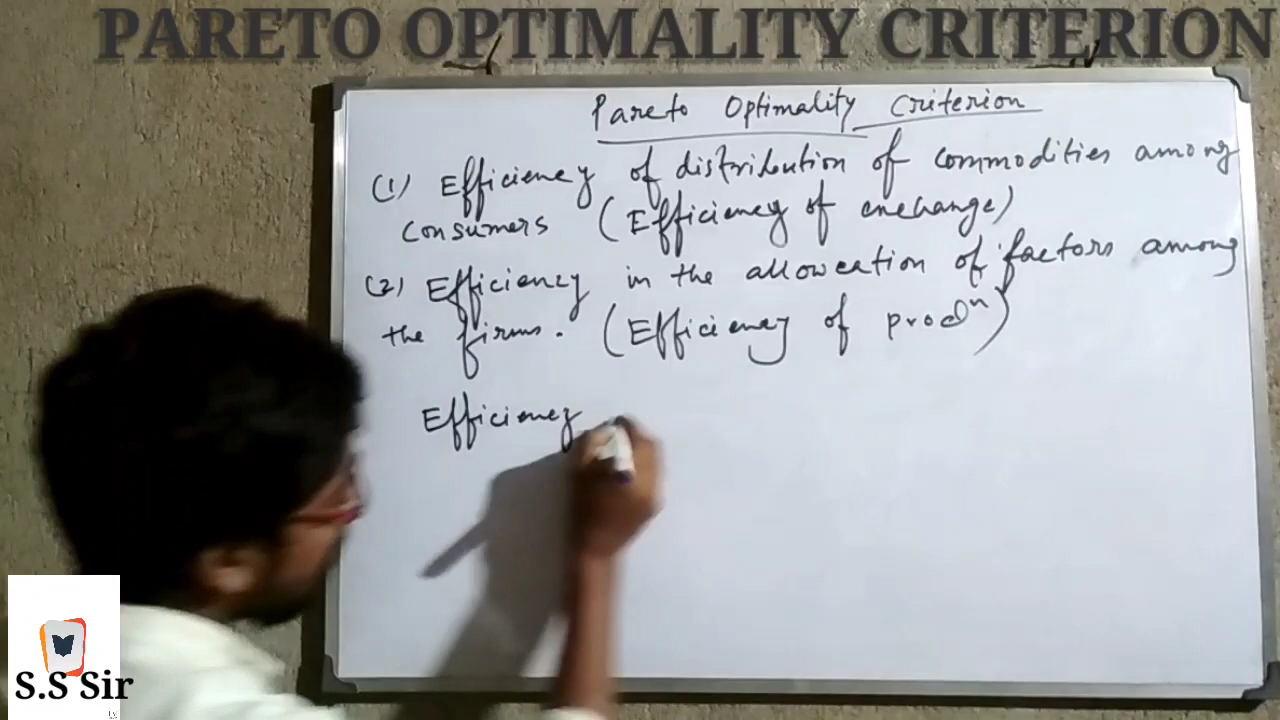 PARETO OPTIMALITY CRITERION
Pareto Optimality Criterion
(1) Efficiency of distribution of commodities among
consumers (Efficiency of exchange)
(2) Efficiency in the allowcation of factors among
the firms. (Efficiency of prodⁿ)
Efficiency
S.S Sir